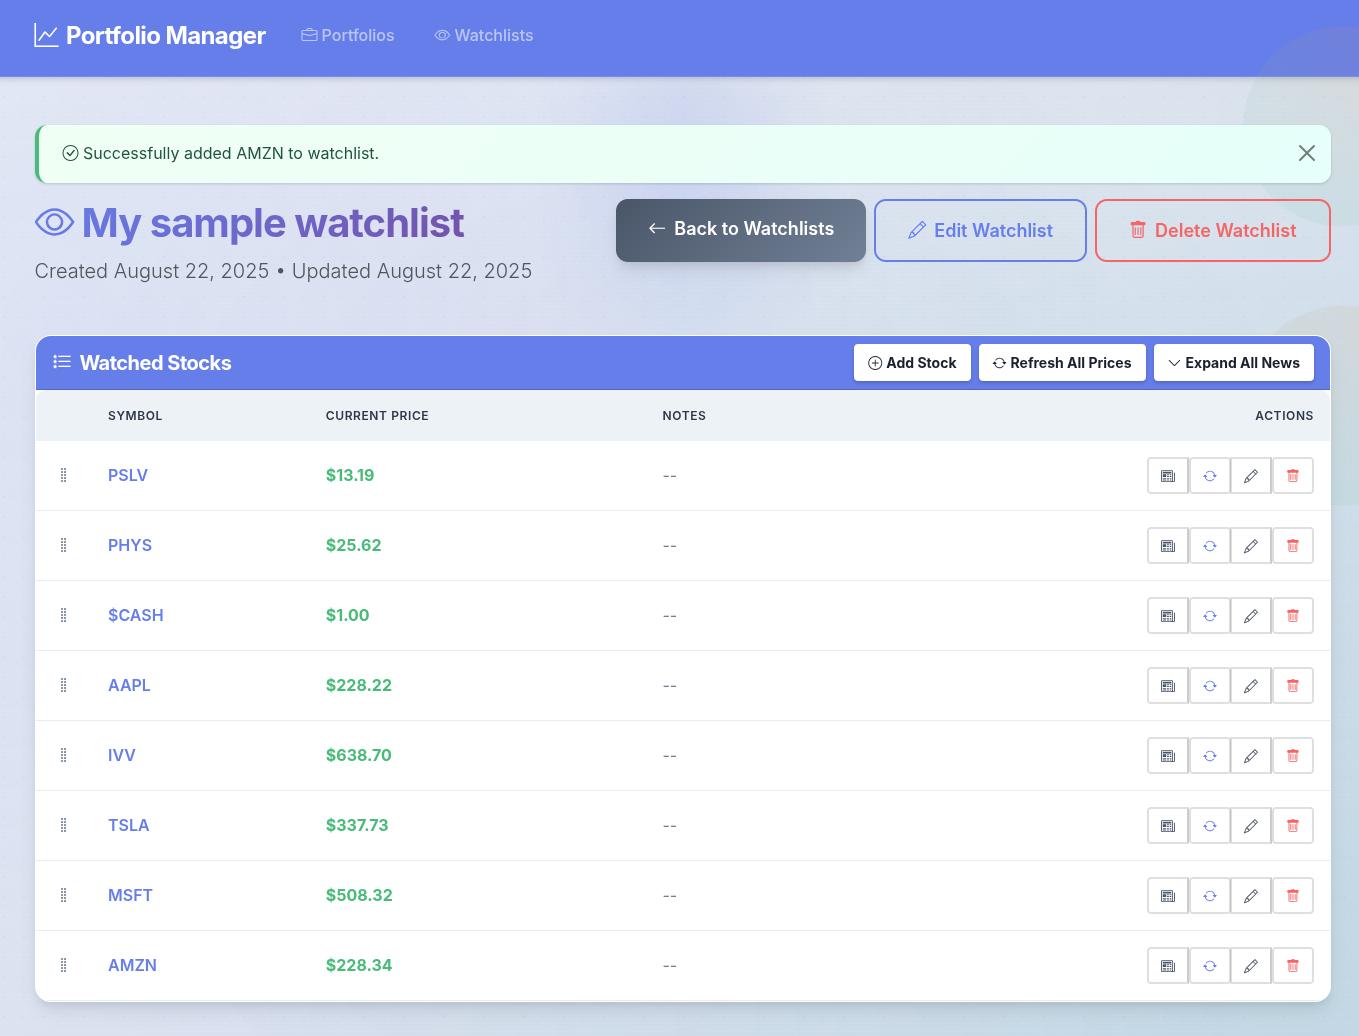 Portfolio Manager Portfolios Watchlists
Successfully added AMZN to watchlist.
My sample watchlist
Back to Watchlists Edit Watchlist Delete Watchlist
Created August 22, 2025 • Updated August 22, 2025
Watched Stocks Add Stock Refresh All Prices Expand All News
SYMBOL CURRENT PRICE NOTES ACTIONS
PSLV $13.19 --
PHYS $25.62 --
$CASH $1.00 --
AAPL $228.22 --
IVV $638.70 --
TSLA $337.73 --
MSFT $508.32 --
AMZN $228.34 --